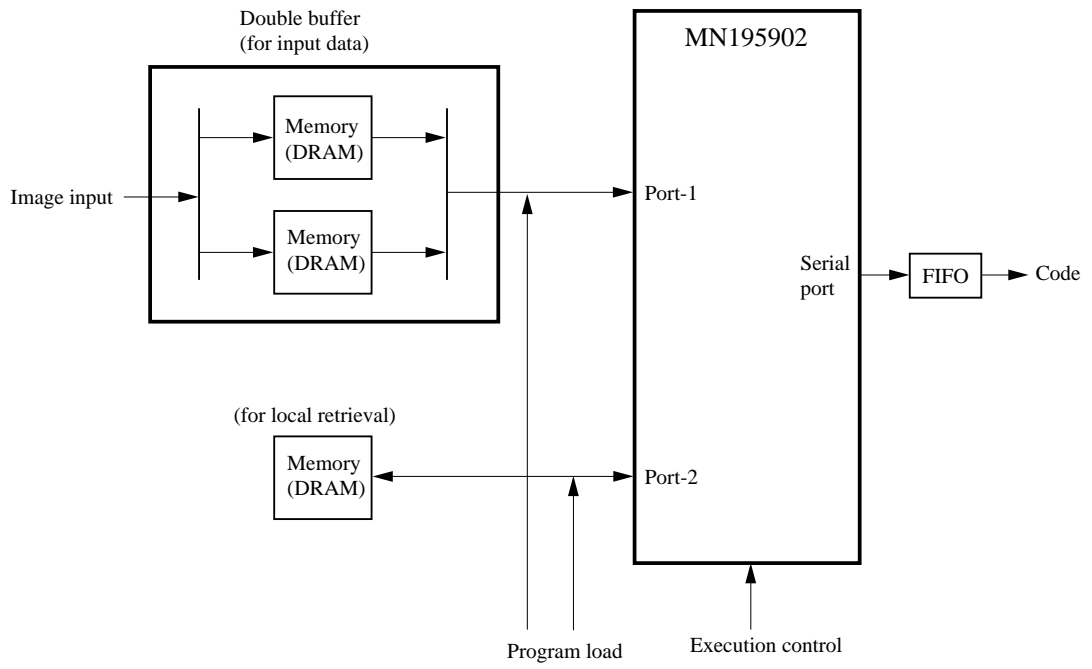 Double buffer
(for input data)
MN195902
Memory
(DRAM)
Image input
Port-1
Memory
(DRAM)
Serial
port
FIFO
Code
(for local retrieval)
Memory
(DRAM)
Port-2
Program load
Execution control